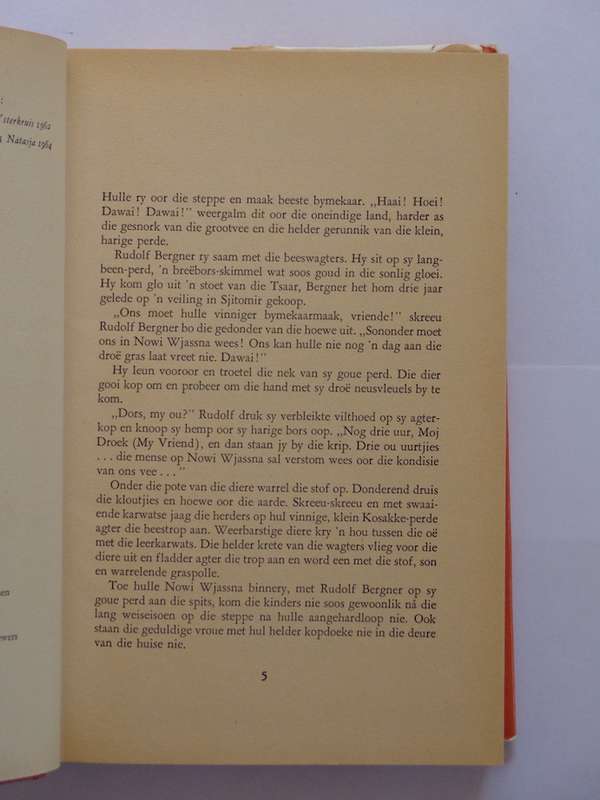 :
sterkruis 1962
Natasja 1964
en
ewers
Hulle ry oor die steppe en maak beeste bymekaar. „Haai! Hoei!
Dawai! Dawai!” weergalm dit oor die oneindige land, harder as
die gesnork van die grootvee en die helder gerunnik van die klein,
harige perde.
Rudolf Bergner ry saam met die beeswagters. Hy sit op sy lang-
been-perd, 'n breëbors-skimmel wat soos goud in die sonlig gloei.
Hy kom glo uit 'n stoet van die Tsaar, Bergner het hom drie jaar
gelede op 'n veiling in Sjitomir gekoop.
„Ons moet hulle vinniger bymekaarmaak, vriende!” skreeu
Rudolf Bergner bo die gedonder van die hoewe uit. „Sononder moet
ons in Nowi Wjassna wees! Ons kan hulle nie nog 'n dag aan die
droë gras laat vreet nie. Dawai!”
Hy leun vooroor en troetel die nek van sy goue perd. Die dier
gooi kop om en probeer om die hand met sy droë neusvleuels by te
kom.
„Dors, my ou?” Rudolf druk sy verbleikte vilthoed op sy agter-
kop en knoop sy hemp oor sy harige bors oop. „Nog drie uur, Moj
Droek (My Vriend), en dan staan jy by die krip. Drie ou uurtjies
. . . die mense op Nowi Wjassna sal verstom wees oor die kondisie
van ons vee . . .”
Onder die pote van die diere warrel die stof op. Donderend druis
die kloutjies en hoewe oor die aarde. Skreeu-skreeu en met swaai-
ende karwatse jaag die herders op hul vinnige, klein Kosakke-perde
agter die beestrop aan. Weerbarstige diere kry 'n hou tussen die oë
met die leerkarwats. Die helder krete van die wagters vlieg voor die
diere uit en fladder agter die trop aan en word een met die stof, son
en warrelende graspolle.
Toe hulle Nowi Wjassna binnery, met Rudolf Bergner op sy
goue perd aan die spits, kom die kinders nie soos gewoonlik ná die
lang weiseisoen op die steppe na hulle aangehardloop nie. Ook
staan die geduldige vroue met hul helder kopdoeke nie in die deure
van die huise nie.
5